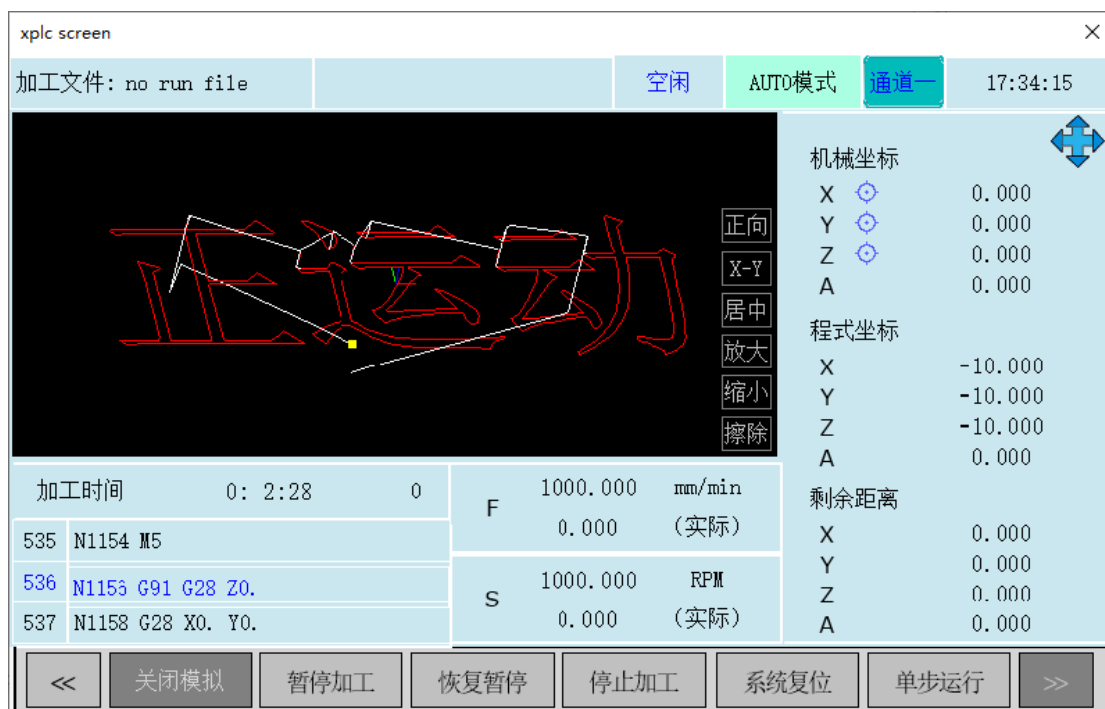 xplc screen
加工文件: no run file
空闲
AUTO模式
通道一
17:34:15
正运动
正向
X-Y
居中
放大
缩小
擦除
机械坐标
X 0.000
Y 0.000
Z 0.000
A 0.000
程式坐标
X -10.000
Y -10.000
Z -10.000
A 0.000
剩余距离
X 0.000
Y 0.000
Z 0.000
A 0.000
加工时间 0: 2:28 0
535 N1154 M5
536 N1156 G91 G28 Z0.
537 N1158 G28 X0. Y0.
F 1000.000 mm/min
0.000 (实际)
S 1000.000 RPM
0.000 (实际)
<<
关闭模拟
暂停加工
恢复暂停
停止加工
系统复位
单步运行
>>